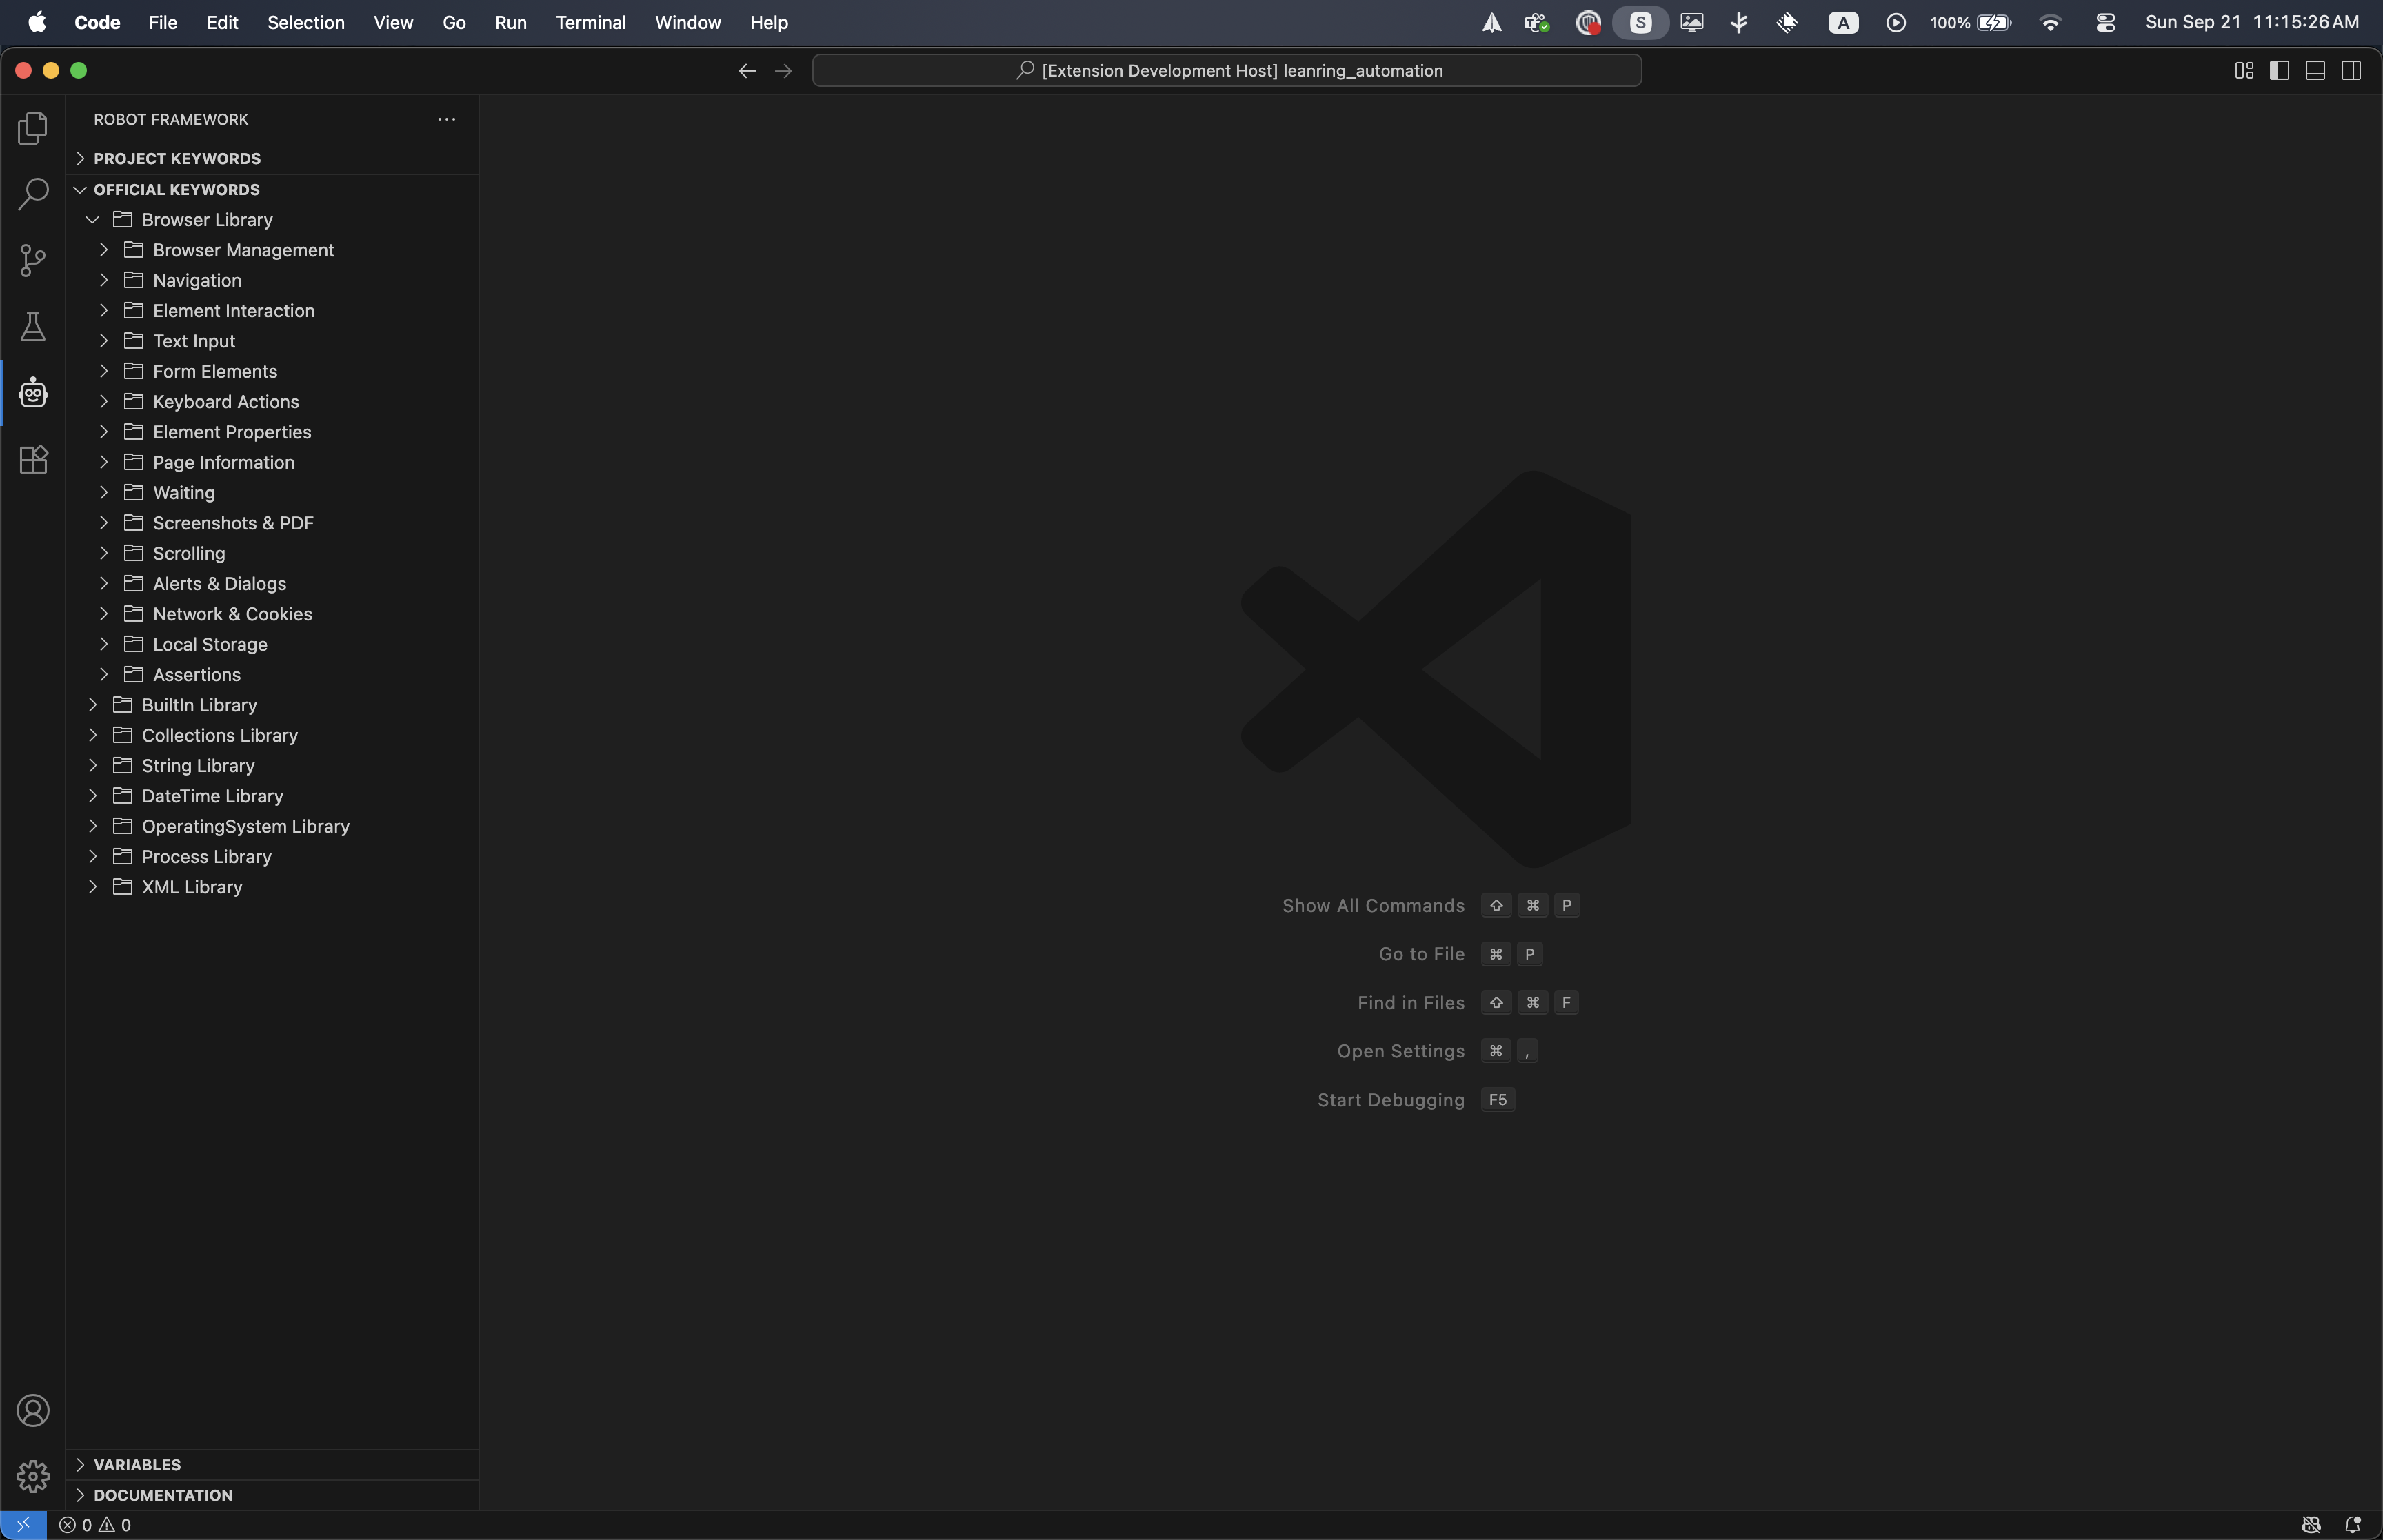 Code File Edit Selection View Go Run Terminal Window Help S A 100% Sun Sep 21 11:15:26 AM
[Extension Development Host] leanring_automation
ROBOT FRAMEWORK
PROJECT KEYWORDS
OFFICIAL KEYWORDS
Browser Library
Browser Management
Navigation
Element Interaction
Text Input
Form Elements
Keyboard Actions
Element Properties
Page Information
Waiting
Screenshots & PDF
Scrolling
Alerts & Dialogs
Network & Cookies
Local Storage
Assertions
BuiltIn Library
Collections Library
String Library
DateTime Library
OperatingSystem Library
Process Library
XML Library
Show All Commands ⇧ ⌘ P
Go to File ⌘ P
Find in Files ⇧ ⌘ F
Open Settings ⌘ ,
Start Debugging F5
VARIABLES
DOCUMENTATION
0 0